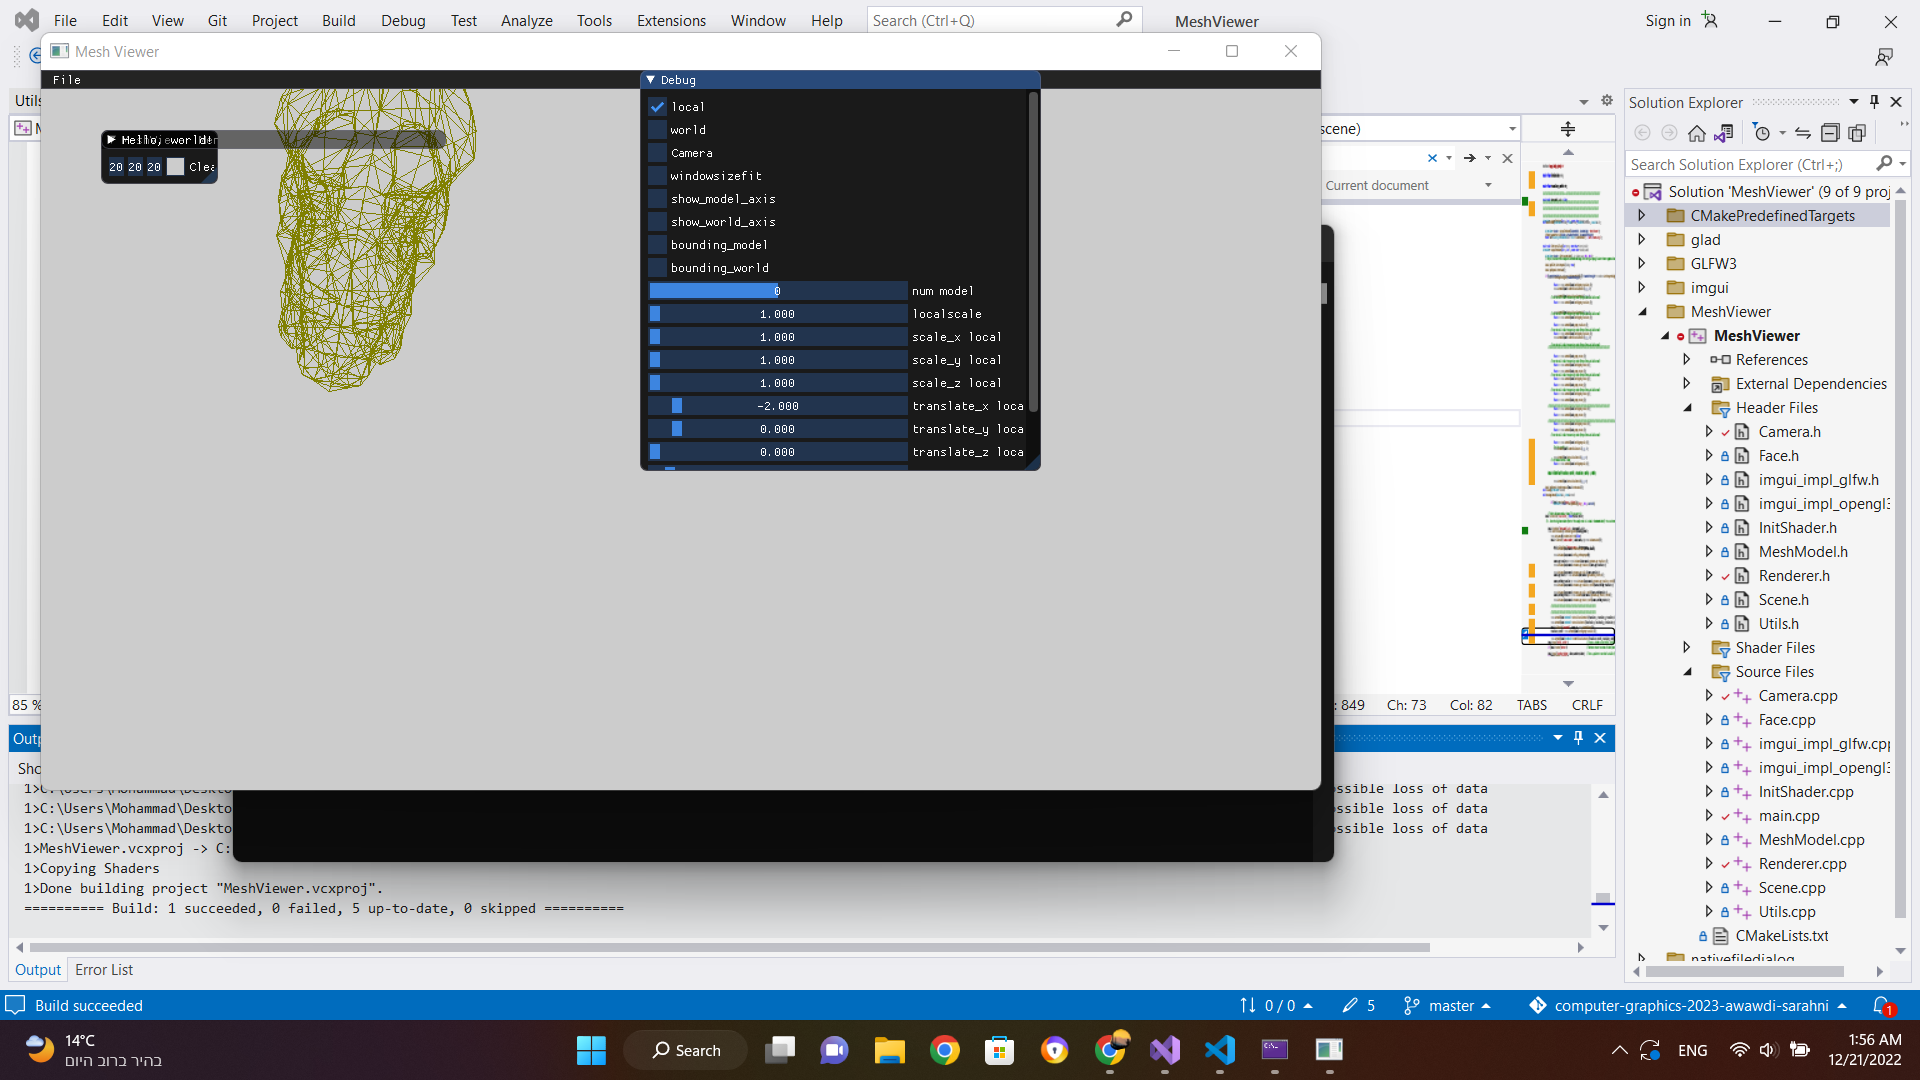 File Edit View Git Project Build Debug Test Analyze Tools Extensions Window Help Search (Ctrl+Q) MeshViewer Sign in
Mesh Viewer
File
Debug
local
world
Camera
windowsizefit
show_model_axis
show_world_axis
bounding_model
bounding_world
0 num model
1.000 localscale
1.000 scale_x local
1.000 scale_y local
1.000 scale_z local
-2.000 translate_x loca
0.000 translate_y loca
0.000 translate_z loca
Hello, world!
20 20 20 Clea
Utils
scene)
Current document
85 %
: 849 Ch: 73 Col: 82 TABS CRLF
Solution Explorer
Search Solution Explorer (Ctrl+;)
Solution 'MeshViewer' (9 of 9 proj
CMakePredefinedTargets
glad
GLFW3
imgui
MeshViewer
MeshViewer
References
External Dependencies
Header Files
Camera.h
Face.h
imgui_impl_glfw.h
imgui_impl_opengl3
InitShader.h
MeshModel.h
Renderer.h
Scene.h
Utils.h
Shader Files
Source Files
Camera.cpp
Face.cpp
imgui_impl_glfw.cpp
imgui_impl_opengl3
InitShader.cpp
main.cpp
MeshModel.cpp
Renderer.cpp
Scene.cpp
Utils.cpp
CMakeLists.txt
nativefiledialog
Outp
Sho
1>C:\Users\Mohammad\Deskto ossible loss of data
1>C:\Users\Mohammad\Deskto ossible loss of data
1>C:\Users\Mohammad\Deskto ossible loss of data
1>MeshViewer.vcxproj -> C:
1>Copying Shaders
1>Done building project "MeshViewer.vcxproj".
========== Build: 1 succeeded, 0 failed, 5 up-to-date, 0 skipped ==========
Output Error List
Build succeeded 0 / 0 5 master computer-graphics-2023-awawdi-sarahni 1
14°C
בהיר ברוב היום
Search
ENG
1:56 AM
12/21/2022